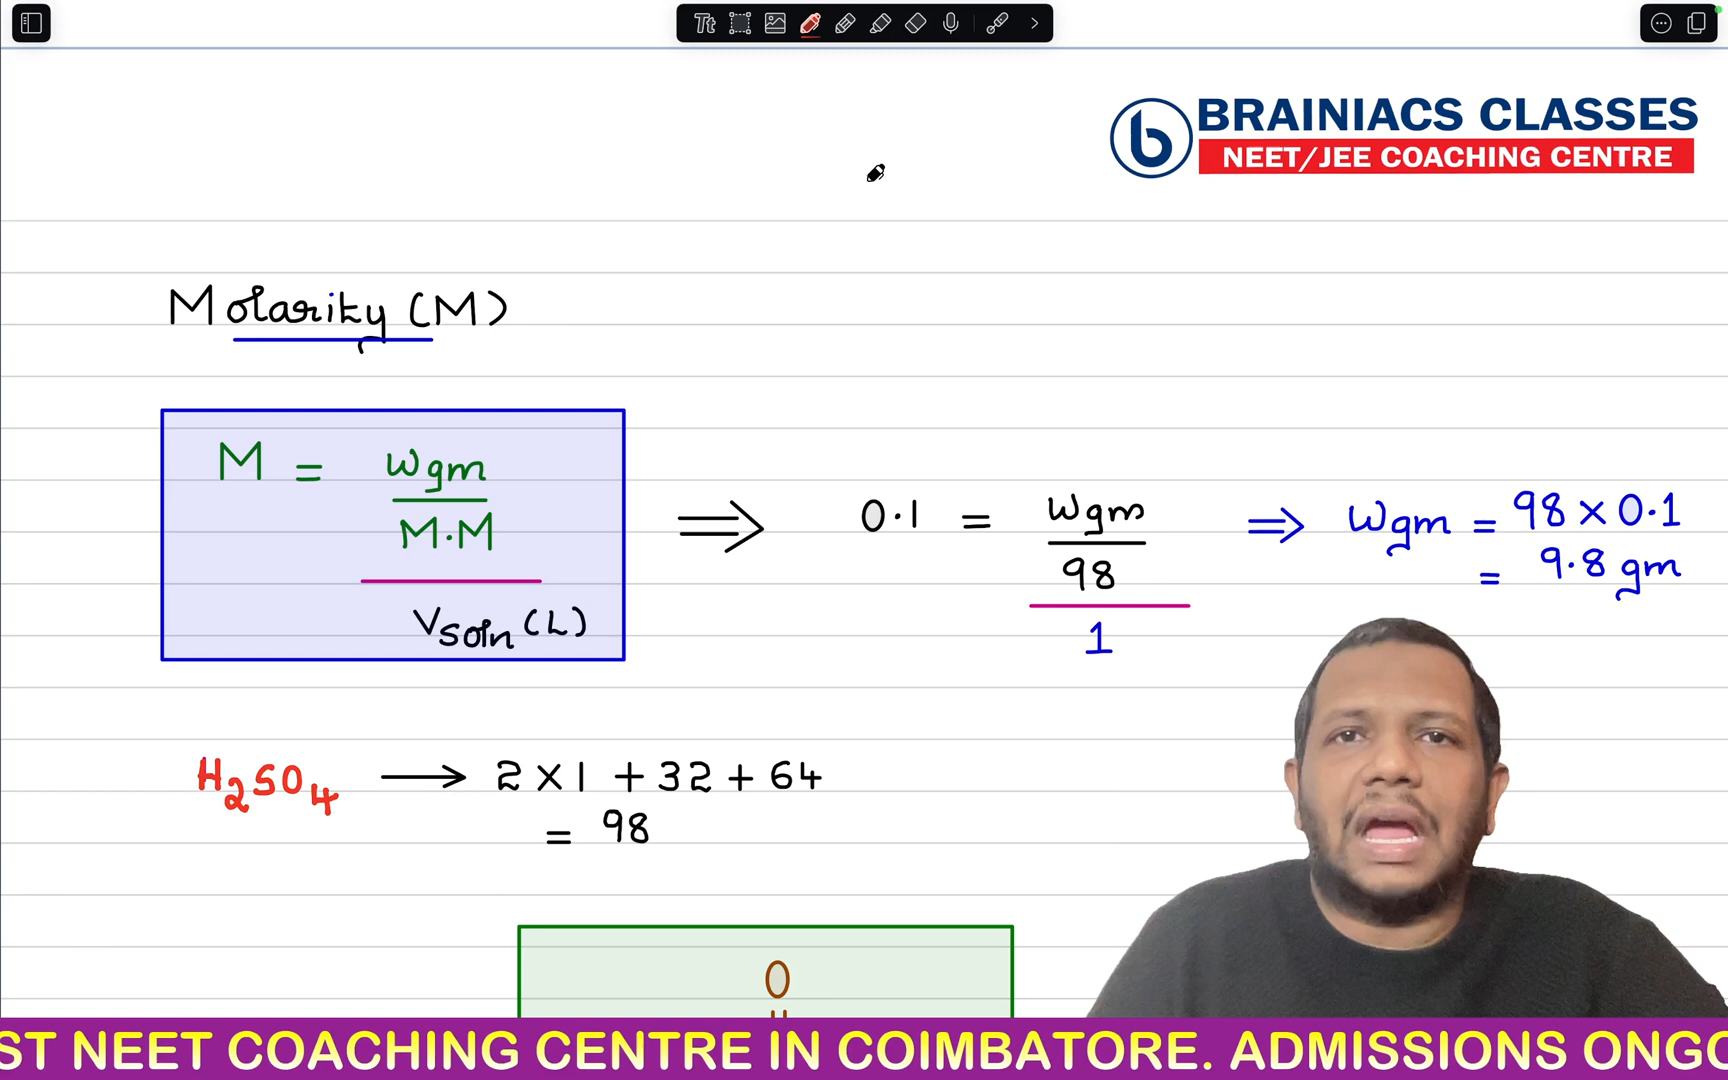 Tt
b BRAINIACS CLASSES
NEET/JEE COACHING CENTRE
Molarity (M)
M = wgm / M.M / Vsoln (L) ⇒ 0.1 = wgm / 98 / 1 ⇒ wgm = 98 × 0.1
= 9.8 gm
H2SO4 → 2 × 1 + 32 + 64
= 98
O
ST NEET COACHING CENTRE IN COIMBATORE. ADMISSIONS ONGO